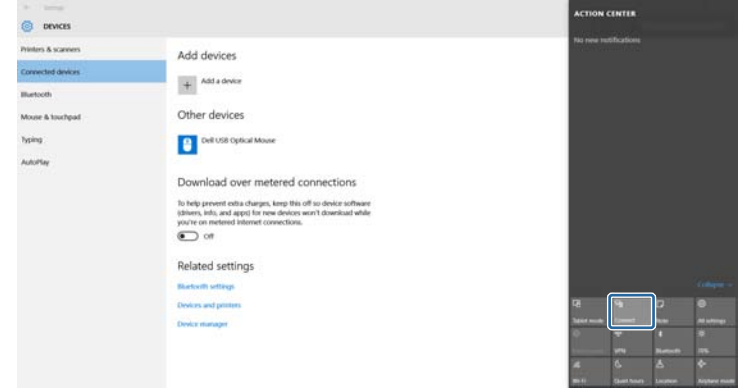 Settings
DEVICES
Printers & scanners
Connected devices
Bluetooth
Mouse & touchpad
Typing
AutoPlay
Add devices
Add a device
Other devices
Dell USB Optical Mouse
Download over metered connections
To help prevent extra charges, keep this off so device software
(drivers, info, and apps) for new devices won't download while
you're on metered Internet connections.
Off
Related settings
Bluetooth settings
Devices and printers
Device manager
ACTION CENTER
No new notifications
Collapse
Tablet mode
Connect
Note
All settings
VPN
Bluetooth
70%
Wi-Fi
Quiet hours
Location
Airplane mode